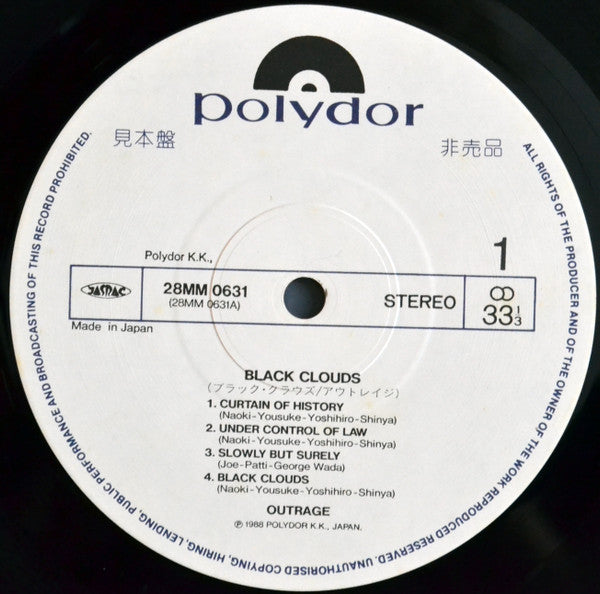 polydor
見本盤
非売品
ALL RIGHTS OF THE PRODUCER AND OF THE OWNER OF THE WORK REPRODUCED RESERVED. UNAUTHORISED COPYING, HIRING, LENDING, PUBLIC PERFORMANCE AND BROADCASTING OF THIS RECORD PROHIBITED.
Polydor K.K.,
1
JASRAC
28MM 0631
(28MM 0631A)
STEREO
33 1/3
Made in Japan
BLACK CLOUDS
(ブラック・クラウズ/アウトレイジ)
1. CURTAIN OF HISTORY
(Naoki-Yousuke-Yoshihiro-Shinya)
2. UNDER CONTROL OF LAW
(Naoki-Yousuke-Yoshihiro-Shinya)
3. SLOWLY BUT SURELY
(Joe-Patti-George Wada)
4. BLACK CLOUDS
(Naoki-Yousuke-Yoshihiro-Shinya)
OUTRAGE
℗ 1988 POLYDOR K.K., JAPAN.